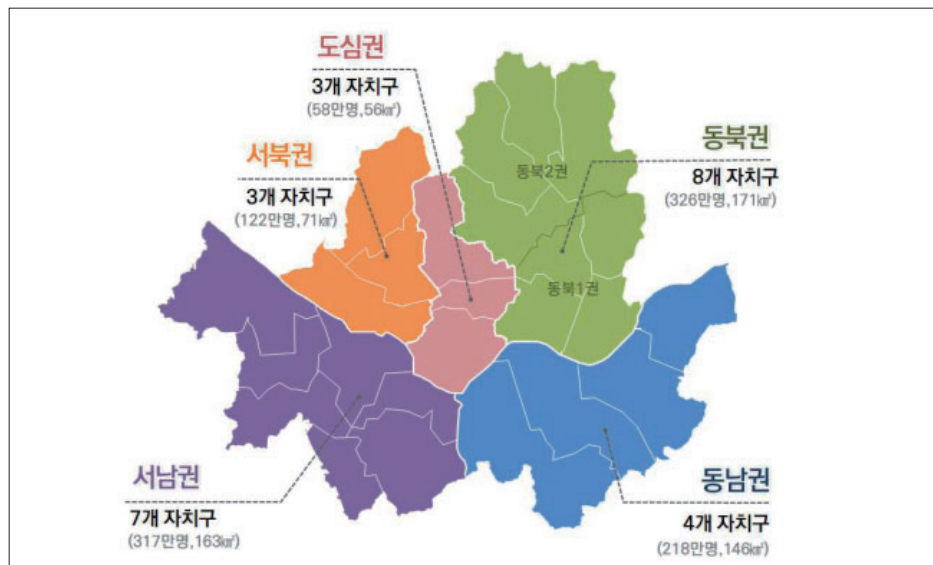 도심권
3개 자치구
(58만명,56㎢)
서북권
3개 자치구
(122만명,71㎢)
동북권
8개 자치구
(326만명,171㎢)
동북2권
동북1권
서남권
7개 자치구
(317만명,163㎢)
동남권
4개 자치구
(218만명,146㎢)